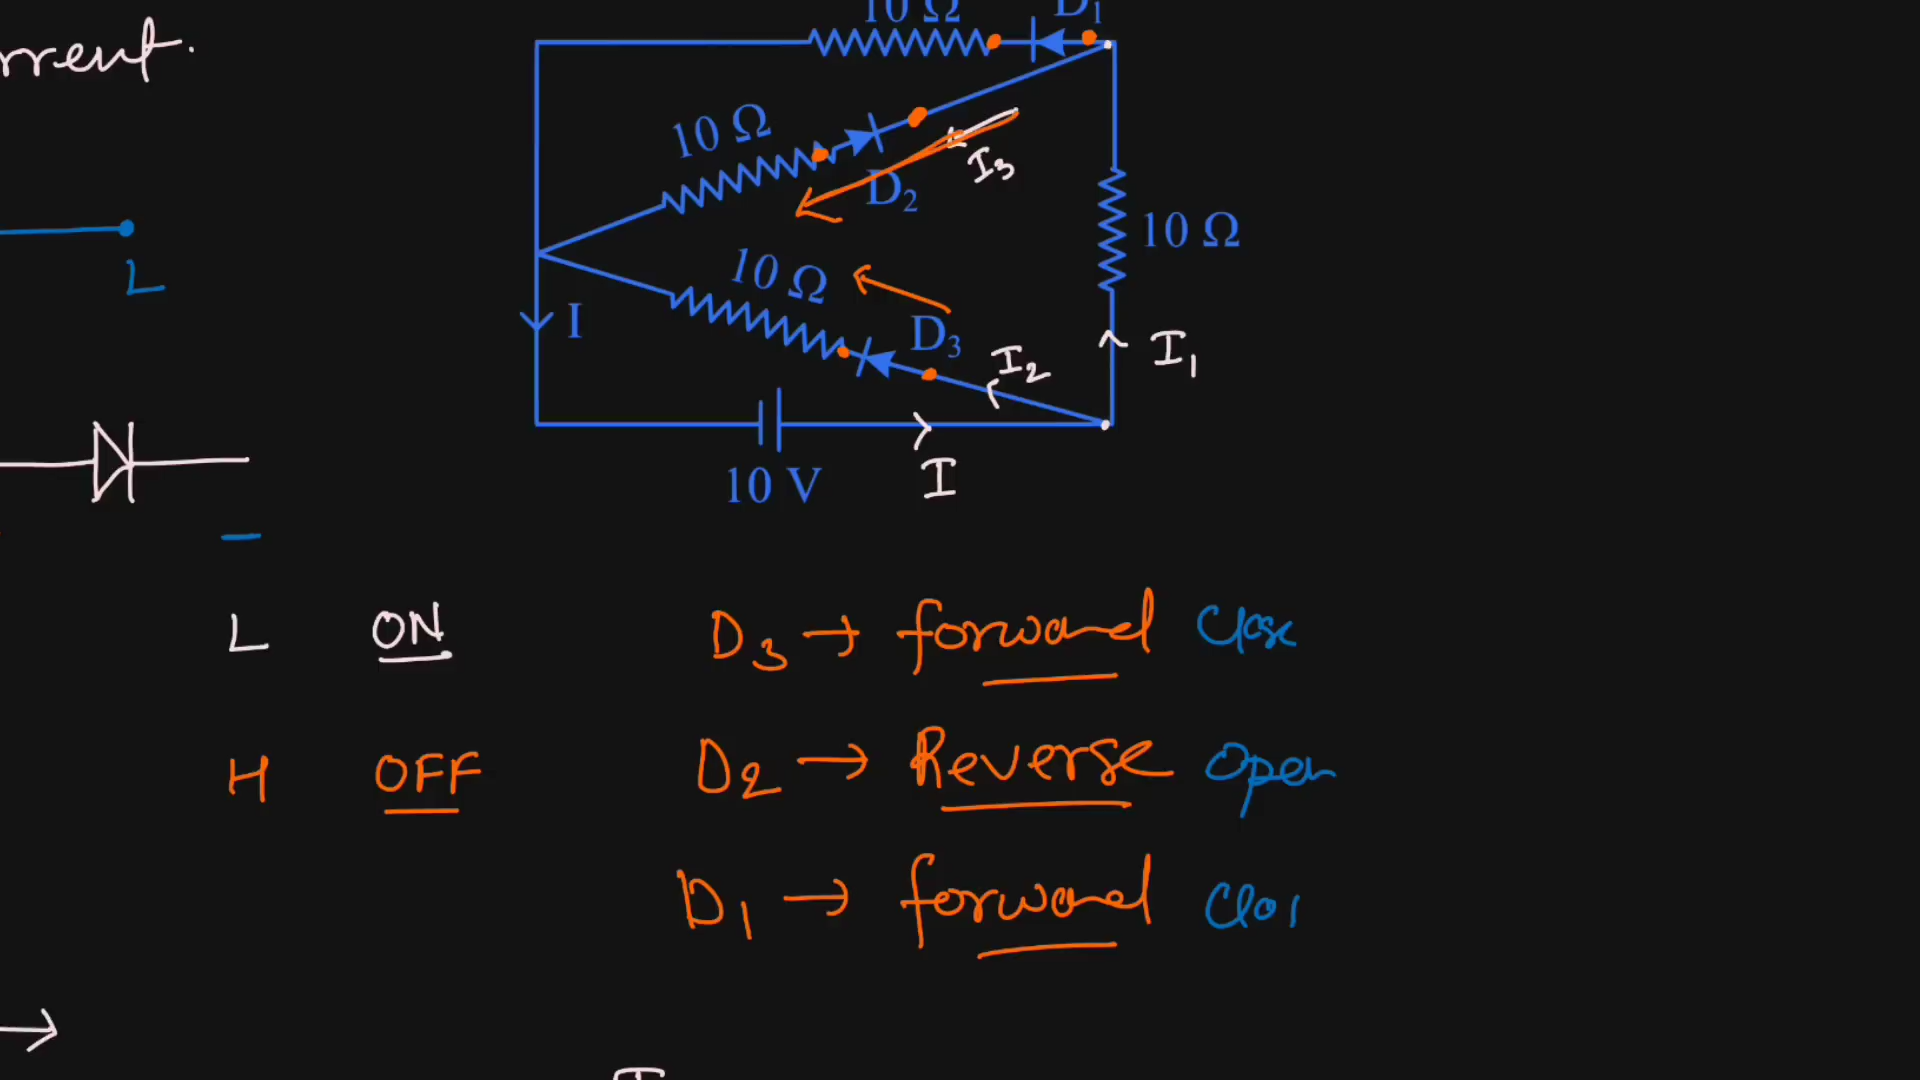 rrent.
10 Ω
D1
10 Ω
D2
I3
10 Ω
L
10 Ω
D3
I
I2
I1
10 V
I
–
L ON
D3 → forward Close
H OFF
D2 → Reverse Open
D1 → forward Clo